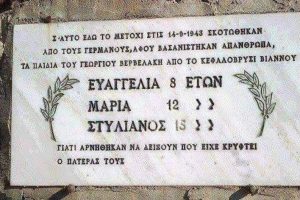 Σ' ΑΥΤΟ ΕΔΩ ΤΟ ΜΕΤΟΧΙ ΣΤΙΣ 14-9-1943 ΣΚΟΤΩΘΗΚΑΝ
ΑΠΟ ΤΟΥΣ ΓΕΡΜΑΝΟΥΣ, ΑΦΟΥ ΒΑΣΑΝΙΣΤΗΚΑΝ ΑΠΑΝΘΡΩΠΑ,
ΤΑ ΠΑΙΔΙΑ ΤΟΥ ΓΕΩΡΓΙΟΥ ΒΕΡΒΕΛΑΚΗ ΑΠΟ ΤΟ ΚΕΦΑΛΟΒΡΥΣΙ ΒΙΑΝΝΟΥ
ΕΥΑΓΓΕΛΙΑ 8 ΕΤΩΝ
ΜΑΡΙΑ 12 》》
ΣΤΥΛΙΑΝΟΣ 15 》》
ΓΙΑΤΙ ΑΡΝΗΘΗΚΑΝ ΝΑ ΔΕΙΞΟΥΝ ΠΟΥ ΕΙΧΕ ΚΡΥΦΤΕΙ
Ο ΠΑΤΕΡΑΣ ΤΟΥΣ